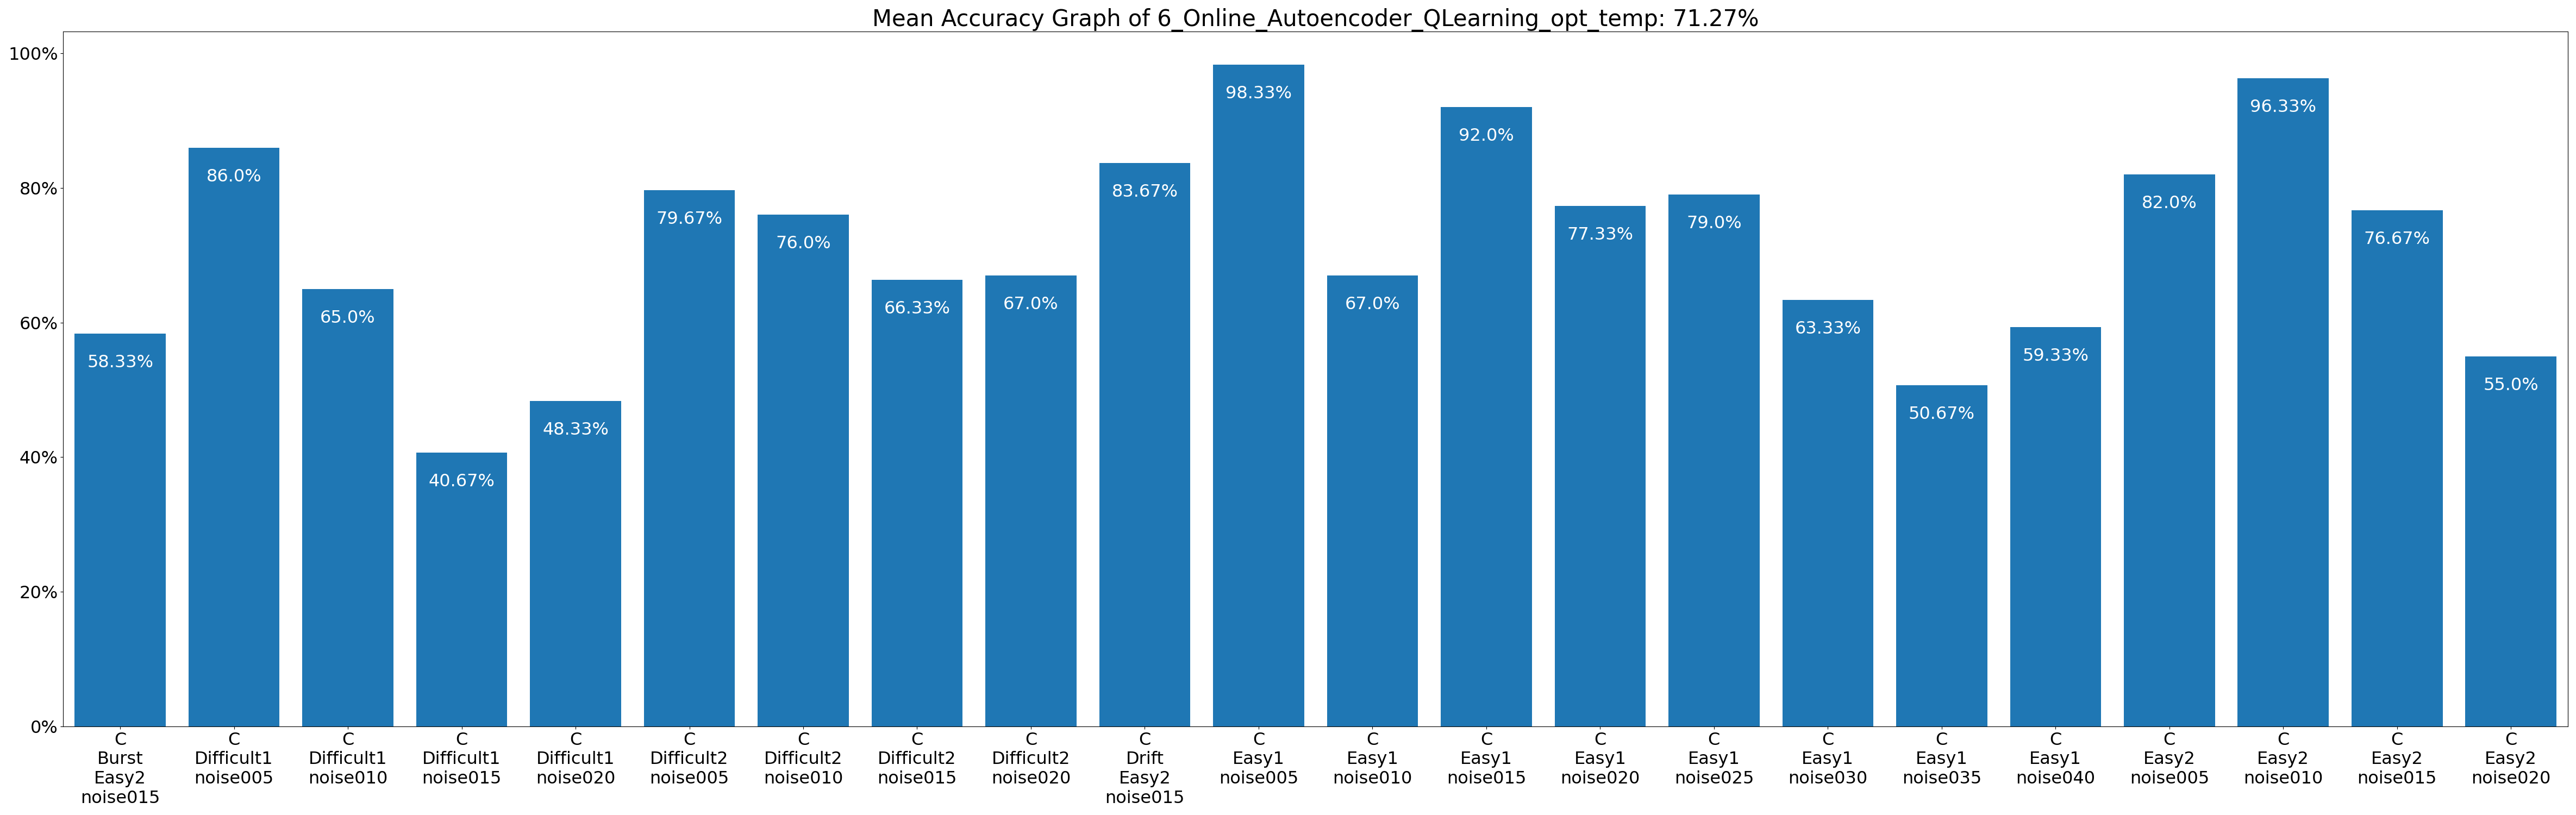 Mean Accuracy Graph of 6_Online_Autoencoder_QLearning_opt_temp: 71.27%
100%
80%
60%
40%
20%
0%
58.33%
86.0%
65.0%
40.67%
48.33%
79.67%
76.0%
66.33%
67.0%
83.67%
98.33%
67.0%
92.0%
77.33%
79.0%
63.33%
50.67%
59.33%
82.0%
96.33%
76.67%
55.0%
C
Burst
Easy2
noise015
C
Difficult1
noise005
C
Difficult1
noise010
C
Difficult1
noise015
C
Difficult1
noise020
C
Difficult2
noise005
C
Difficult2
noise010
C
Difficult2
noise015
C
Difficult2
noise020
C
Drift
Easy2
noise015
C
Easy1
noise005
C
Easy1
noise010
C
Easy1
noise015
C
Easy1
noise020
C
Easy1
noise025
C
Easy1
noise030
C
Easy1
noise035
C
Easy1
noise040
C
Easy2
noise005
C
Easy2
noise010
C
Easy2
noise015
C
Easy2
noise020